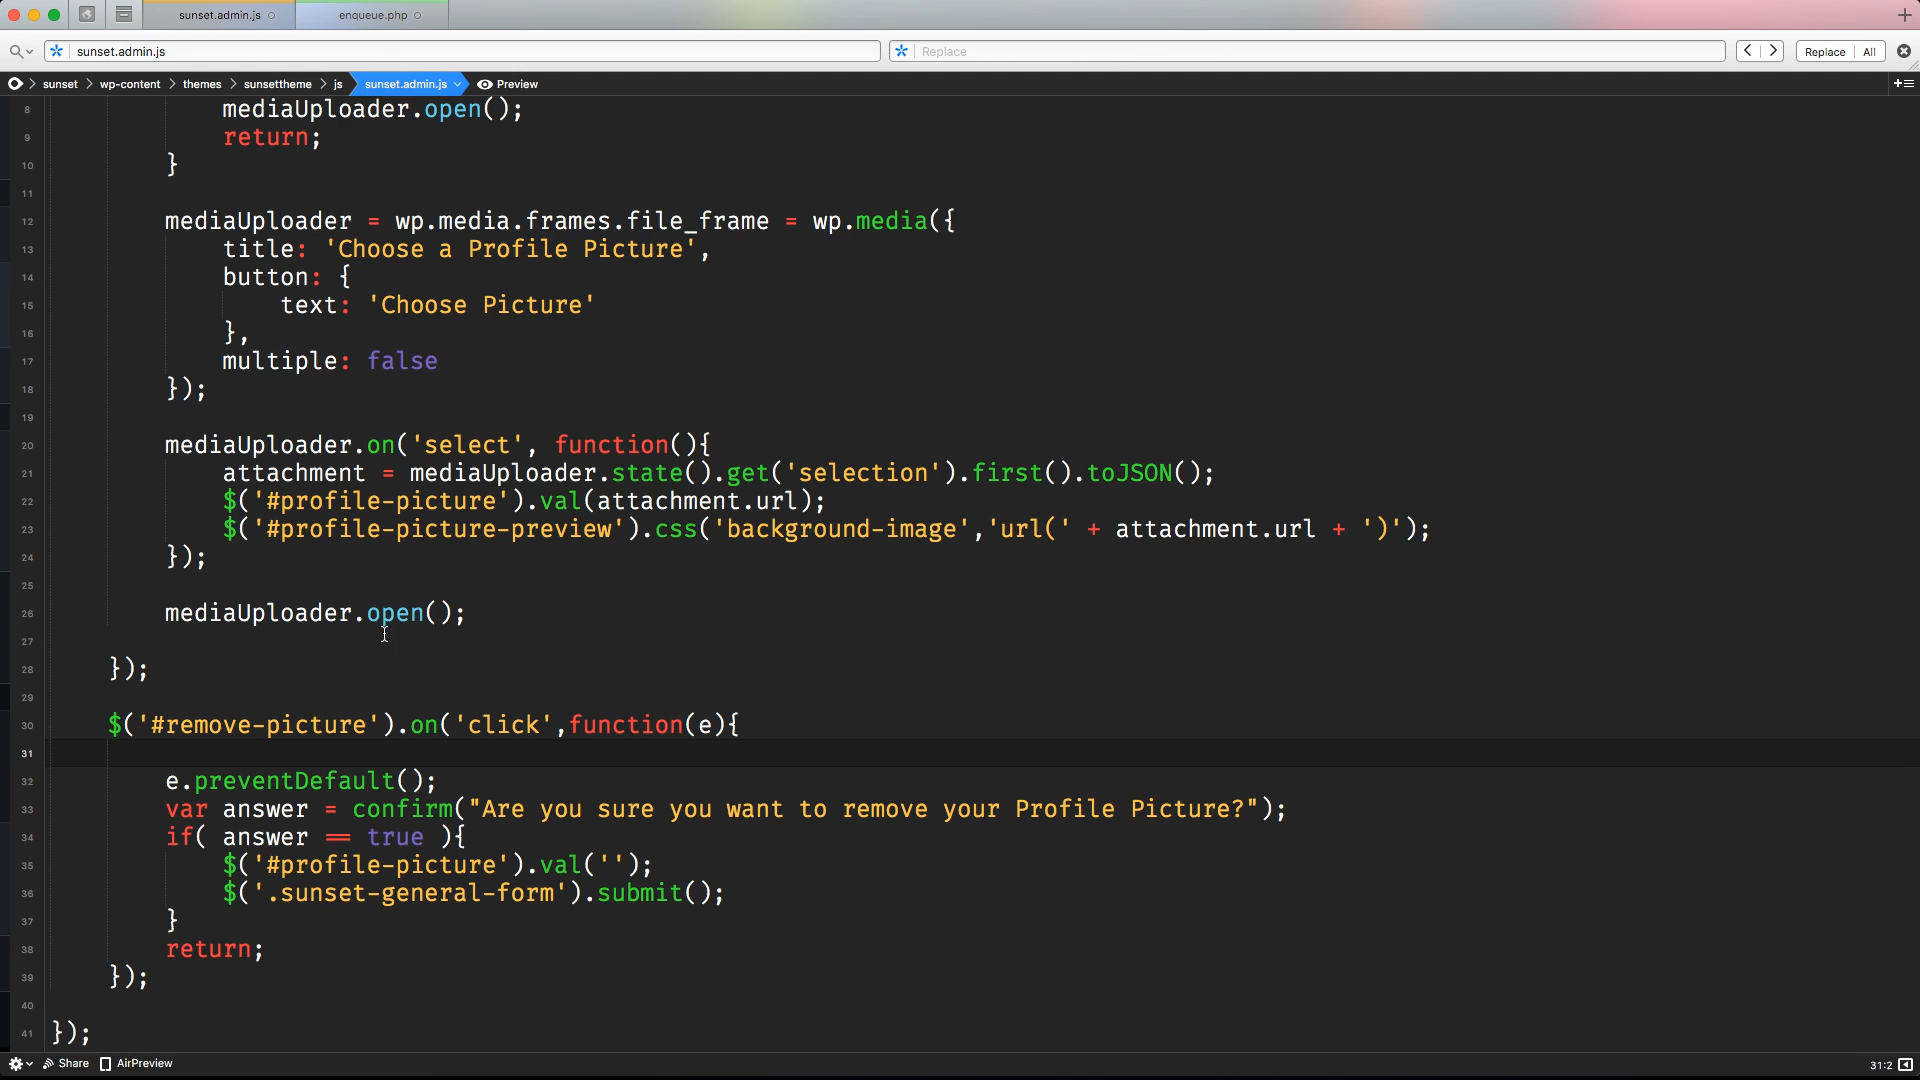 sunset.admin.js
enqueue.php
sunset.admin.js
Replace
Replace All
sunset wp-content themes sunsettheme js sunset.admin.js Preview
8 mediaUploader.open();
9 return;
10 }
11
12 mediaUploader = wp.media.frames.file_frame = wp.media({
13 title: 'Choose a Profile Picture',
14 button: {
15 text: 'Choose Picture'
16 },
17 multiple: false
18 });
19
20 mediaUploader.on('select', function(){
21 attachment = mediaUploader.state().get('selection').first().toJSON();
22 $('#profile-picture').val(attachment.url);
23 $('#profile-picture-preview').css('background-image','url(' + attachment.url + ')');
24 });
25
26 mediaUploader.open();
27
28 });
29
30 $('#remove-picture').on('click',function(e){
31
32 e.preventDefault();
33 var answer = confirm("Are you sure you want to remove your Profile Picture?");
34 if( answer == true ){
35 $('#profile-picture').val('');
36 $('.sunset-general-form').submit();
37 }
38 return;
39 });
40
41 });
Share AirPreview
31:2